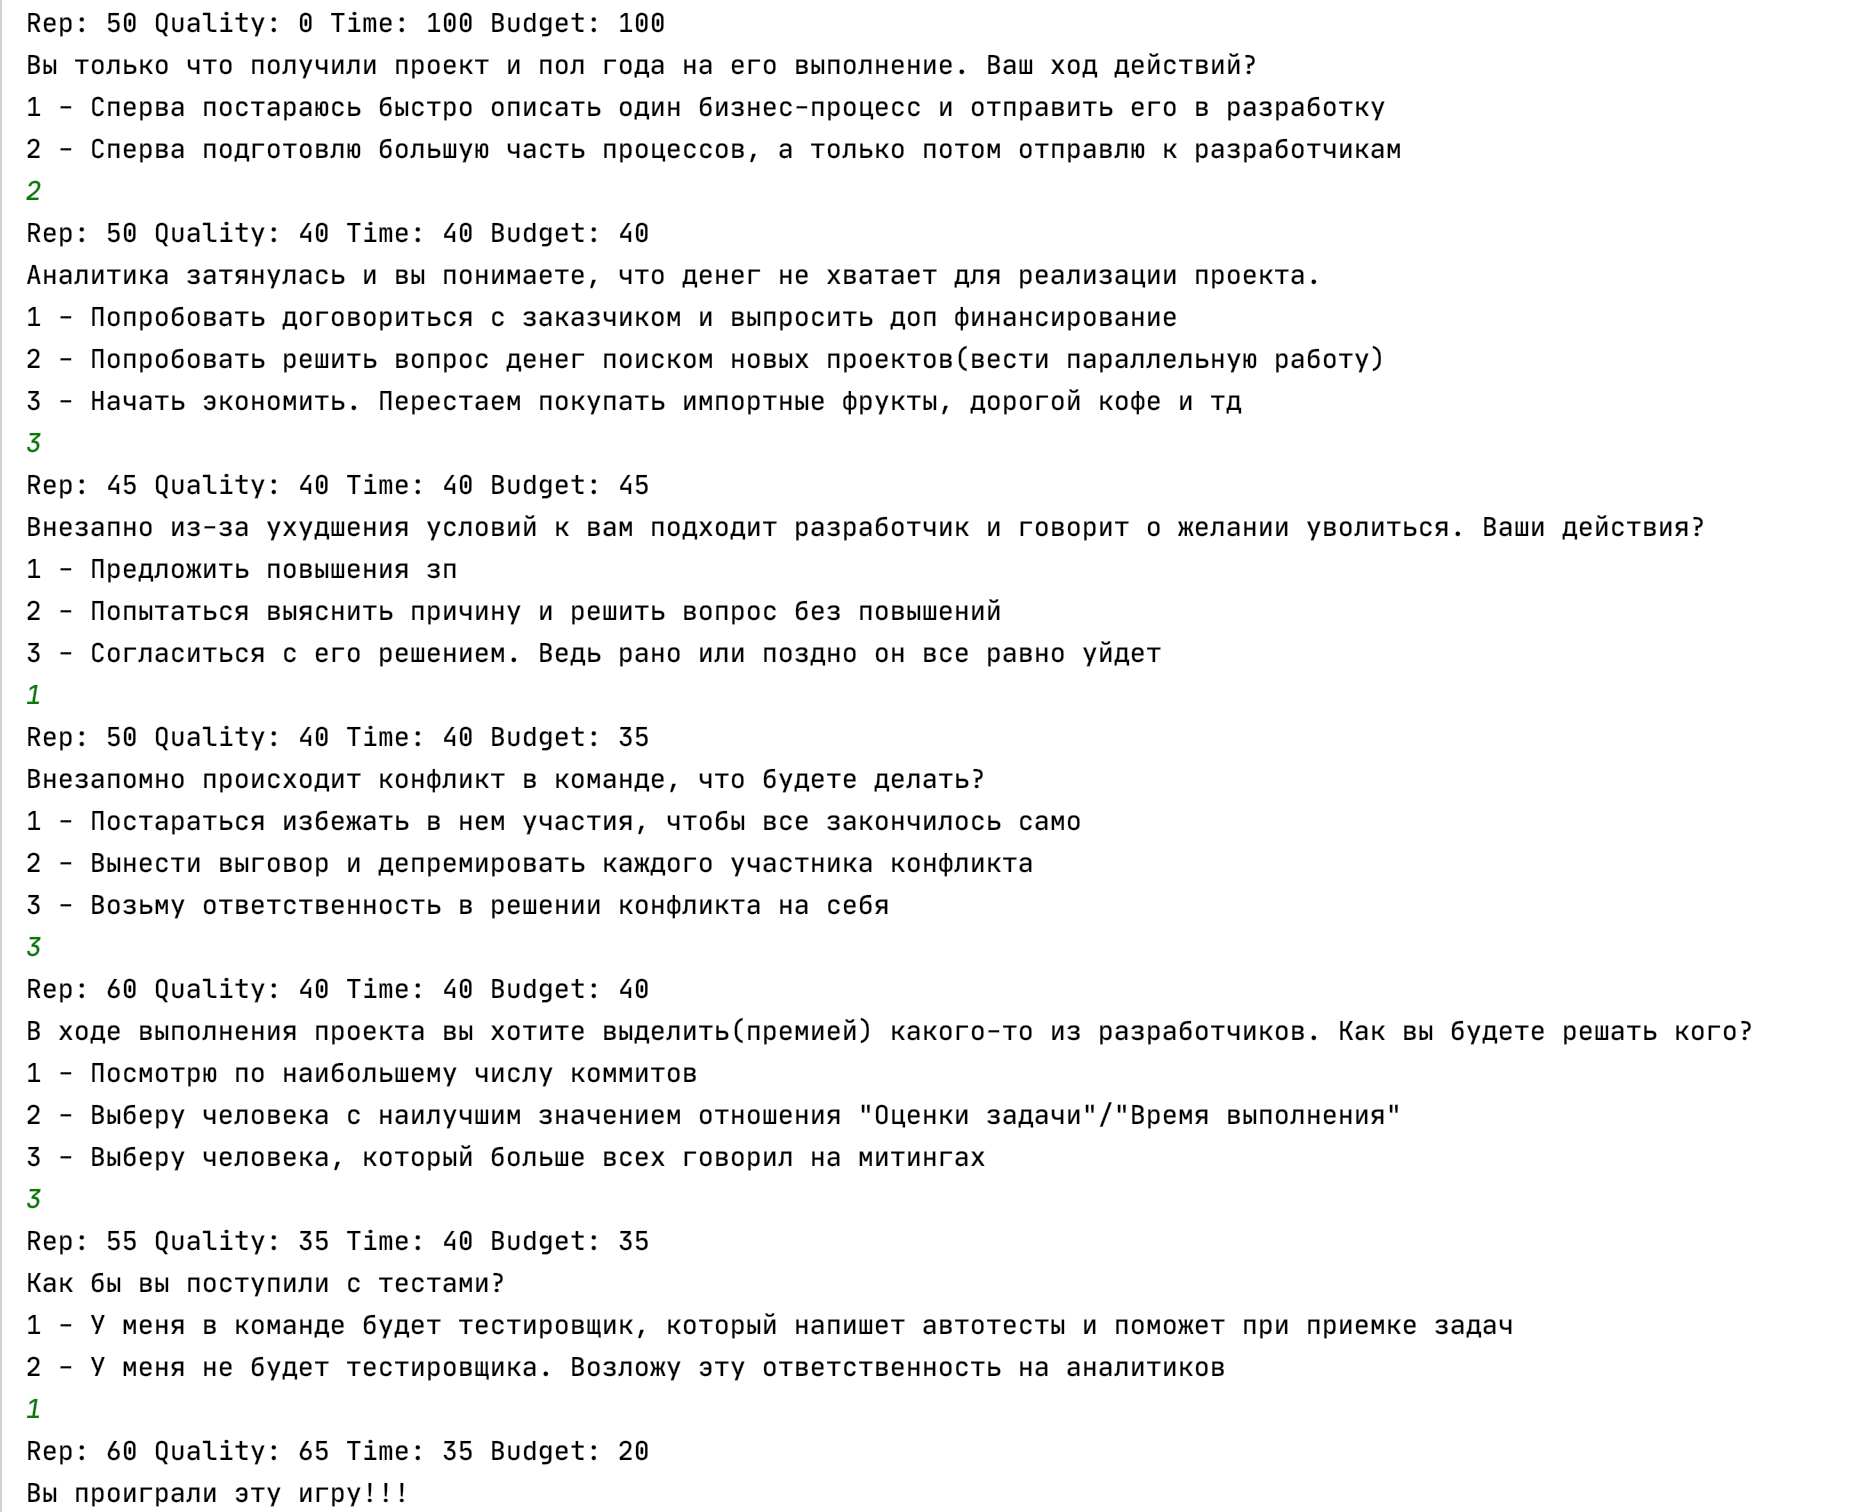 Rep: 50 Quality: 0 Time: 100 Budget: 100
Вы только что получили проект и пол года на его выполнение. Ваш ход действий?
1 - Сперва постараюсь быстро описать один бизнес-процесс и отправить его в разработку
2 - Сперва подготовлю большую часть процессов, а только потом отправлю к разработчикам
2
Rep: 50 Quality: 40 Time: 40 Budget: 40
Аналитика затянулась и вы понимаете, что денег не хватает для реализации проекта.
1 - Попробовать договориться с заказчиком и выпросить доп финансирование
2 - Попробовать решить вопрос денег поиском новых проектов(вести параллельную работу)
3 - Начать экономить. Перестаем покупать импортные фрукты, дорогой кофе и тд
3
Rep: 45 Quality: 40 Time: 40 Budget: 45
Внезапно из-за ухудшения условий к вам подходит разработчик и говорит о желании уволиться. Ваши действия?
1 - Предложить повышения зп
2 - Попытаться выяснить причину и решить вопрос без повышений
3 - Согласиться с его решением. Ведь рано или поздно он все равно уйдет
1
Rep: 50 Quality: 40 Time: 40 Budget: 35
Внезапомно происходит конфликт в команде, что будете делать?
1 - Постараться избежать в нем участия, чтобы все закончилось само
2 - Вынести выговор и депремировать каждого участника конфликта
3 - Возьму ответственность в решении конфликта на себя
3
Rep: 60 Quality: 40 Time: 40 Budget: 40
В ходе выполнения проекта вы хотите выделить(премией) какого-то из разработчиков. Как вы будете решать кого?
1 - Посмотрю по наибольшему числу коммитов
2 - Выберу человека с наилучшим значением отношения "Оценки задачи"/"Время выполнения"
3 - Выберу человека, который больше всех говорил на митингах
3
Rep: 55 Quality: 35 Time: 40 Budget: 35
Как бы вы поступили с тестами?
1 - У меня в команде будет тестировщик, который напишет автотесты и поможет при приемке задач
2 - У меня не будет тестировщика. Возложу эту ответственность на аналитиков
1
Rep: 60 Quality: 65 Time: 35 Budget: 20
Вы проиграли эту игру!!!